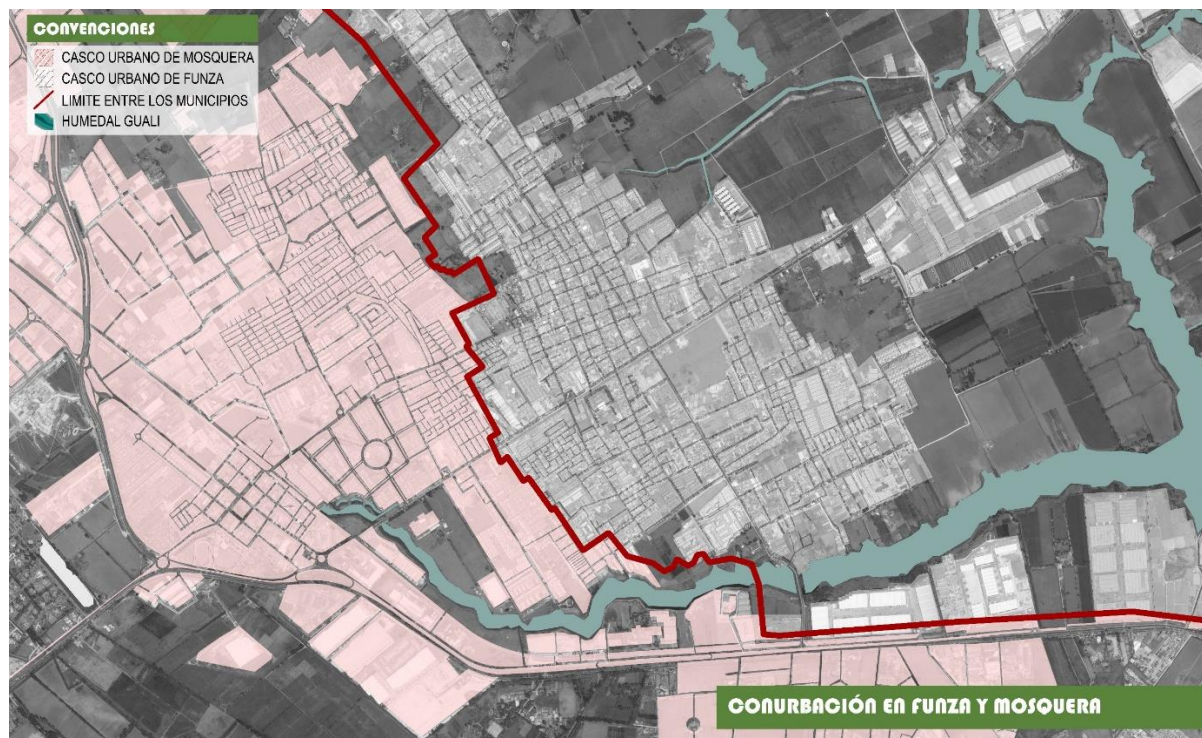 CONVENCIONES
CASCO URBANO DE MOSQUERA
CASCO URBANO DE FUNZA
LIMITE ENTRE LOS MUNICIPIOS
HUMEDAL GUALI
CONURBACIÓN EN FUNZA Y MOSQUERA